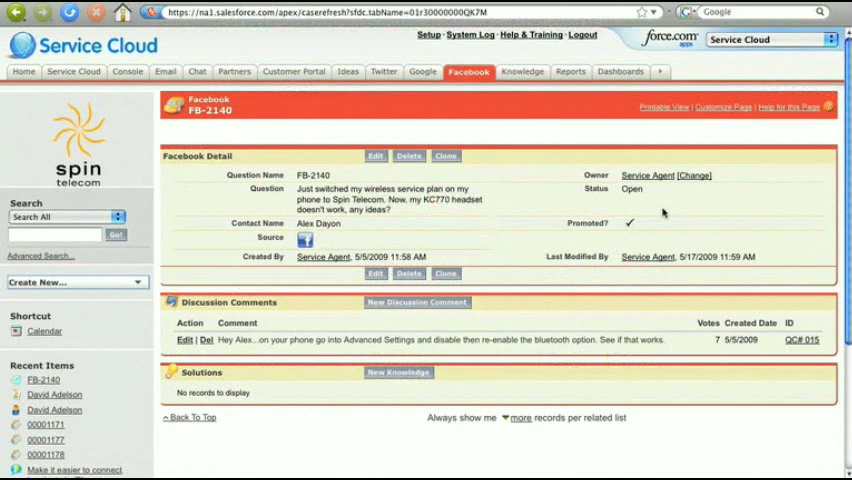 https://na1.salesforce.com/apex/caserefresh?sfdc.tabName=01r30000000QK7M
Google
Service Cloud
Setup · System Log · Help & Training · Logout
force.com
apps
Service Cloud
Home
Service Cloud
Console
Email
Chat
Partners
Customer Portal
Ideas
Twitter
Google
Facebook
Knowledge
Reports
Dashboards
spin
telecom
Search
Search All
Go!
Advanced Search...
Create New...
Shortcut
Calendar
Recent Items
FB-2140
David Adelson
David Adelson
00001171
00001177
00001178
Make it easier to connect
Facebook
FB-2140
Printable View | Customize Page | Help for this Page
Facebook Detail
Edit
Delete
Clone
Question Name
FB-2140
Owner
Service Agent [Change]
Question
Just switched my wireless service plan on my
phone to Spin Telecom. Now, my KC770 headset
doesn't work, any ideas?
Status
Open
Contact Name
Alex Dayon
Promoted?
✓
Source
Created By
Service Agent, 5/5/2009 11:58 AM
Last Modified By
Service Agent, 5/17/2009 11:59 AM
Edit
Delete
Clone
Discussion Comments
New Discussion Comment
Action
Comment
Votes
Created Date
ID
Edit | Del
Hey Alex...on your phone go into Advanced Settings and disable then re-enable the bluetooth option. See if that works.
7
5/5/2009
QC# 015
Solutions
New Knowledge
No records to display
^ Back To Top
Always show me
more records per related list